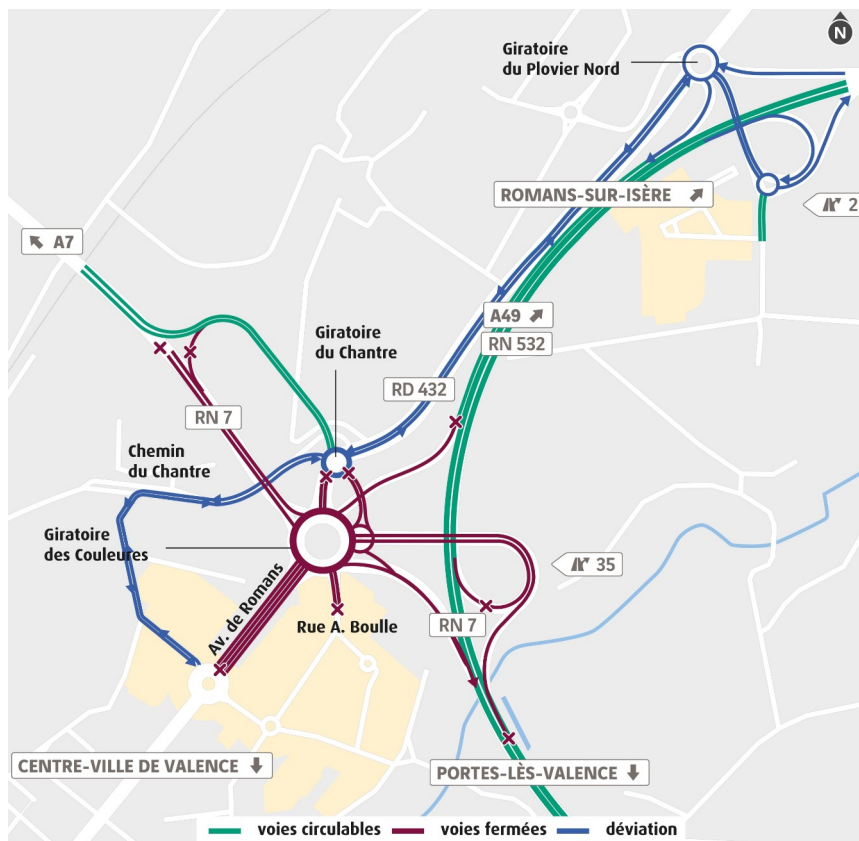 N
Giratoire
du Plovier Nord
ROMANS-SUR-ISÈRE
2
A7
Giratoire
du Chantre
A49
RN 532
RD 432
RN 7
Chemin
du Chantre
Giratoire
des Couleures
35
Av. de Romans
Rue A. Boulle
RN 7
CENTRE-VILLE DE VALENCE
PORTES-LÈS-VALENCE
voies circulables
voies fermées
déviation